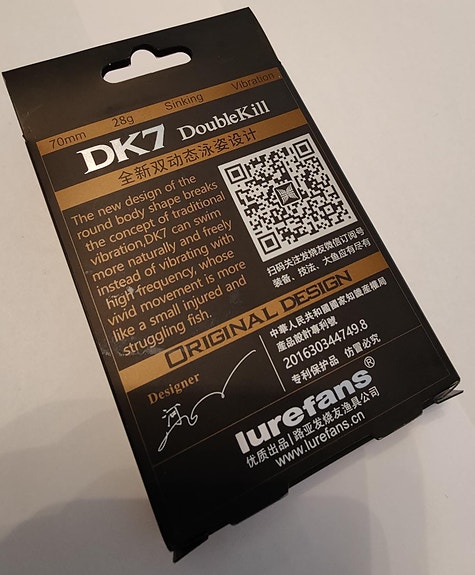 70mm 28g Sinking Vibration
DK7 DoubleKill
全新双动态泳姿设计
The new design of the
round body shape breaks
the concept of traditional
vibration,DK7 can swim
more naturally and freely
instead of vibrating with
high frequency, whose
vivid movement is more
like a small injured and
struggling fish.
扫码关注发烧友微信订阅号
装备、技法、大鱼应有尽有
ORIGINAL DESIGN
Designer
中華人民共和國國家知識產權局
產品設計專利號
201630344749.8
专利保护品 仿冒必究
lurefans®
优质出品|路亚发烧友渔具公司
www.lurefans.cn